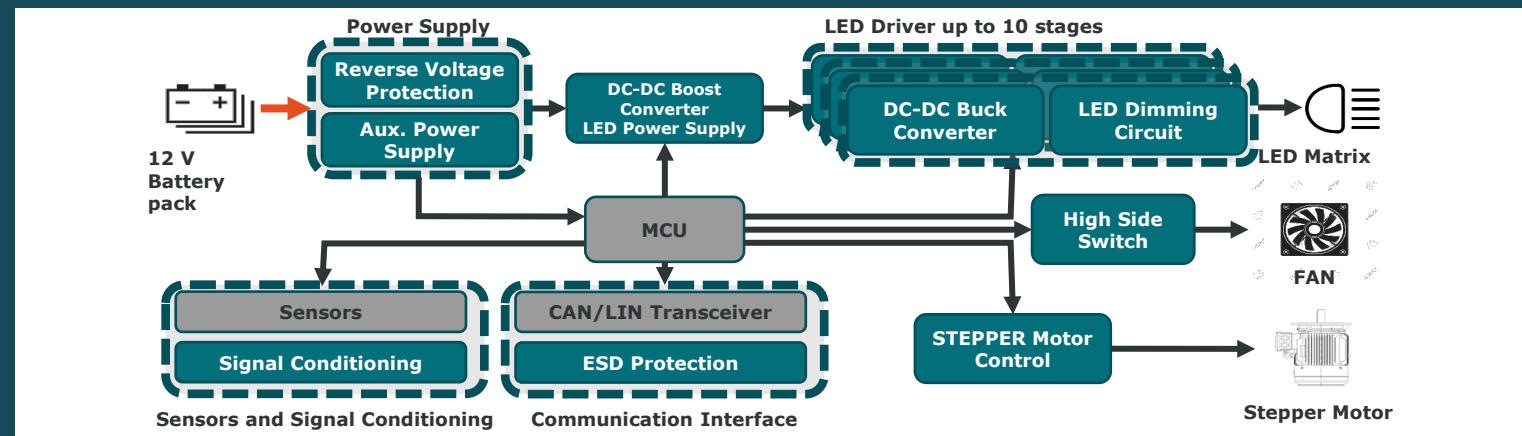 Power Supply
LED Driver up to 10 stages
Reverse Voltage
Protection
Aux. Power
Supply
DC-DC Boost
Converter
LED Power Supply
DC-DC Buck
Converter
LED Dimming
Circuit
12 V
Battery
pack
LED Matrix
MCU
High Side
Switch
FAN
Sensors
Signal Conditioning
CAN/LIN Transceiver
ESD Protection
STEPPER Motor
Control
Sensors and Signal Conditioning
Communication Interface
Stepper Motor